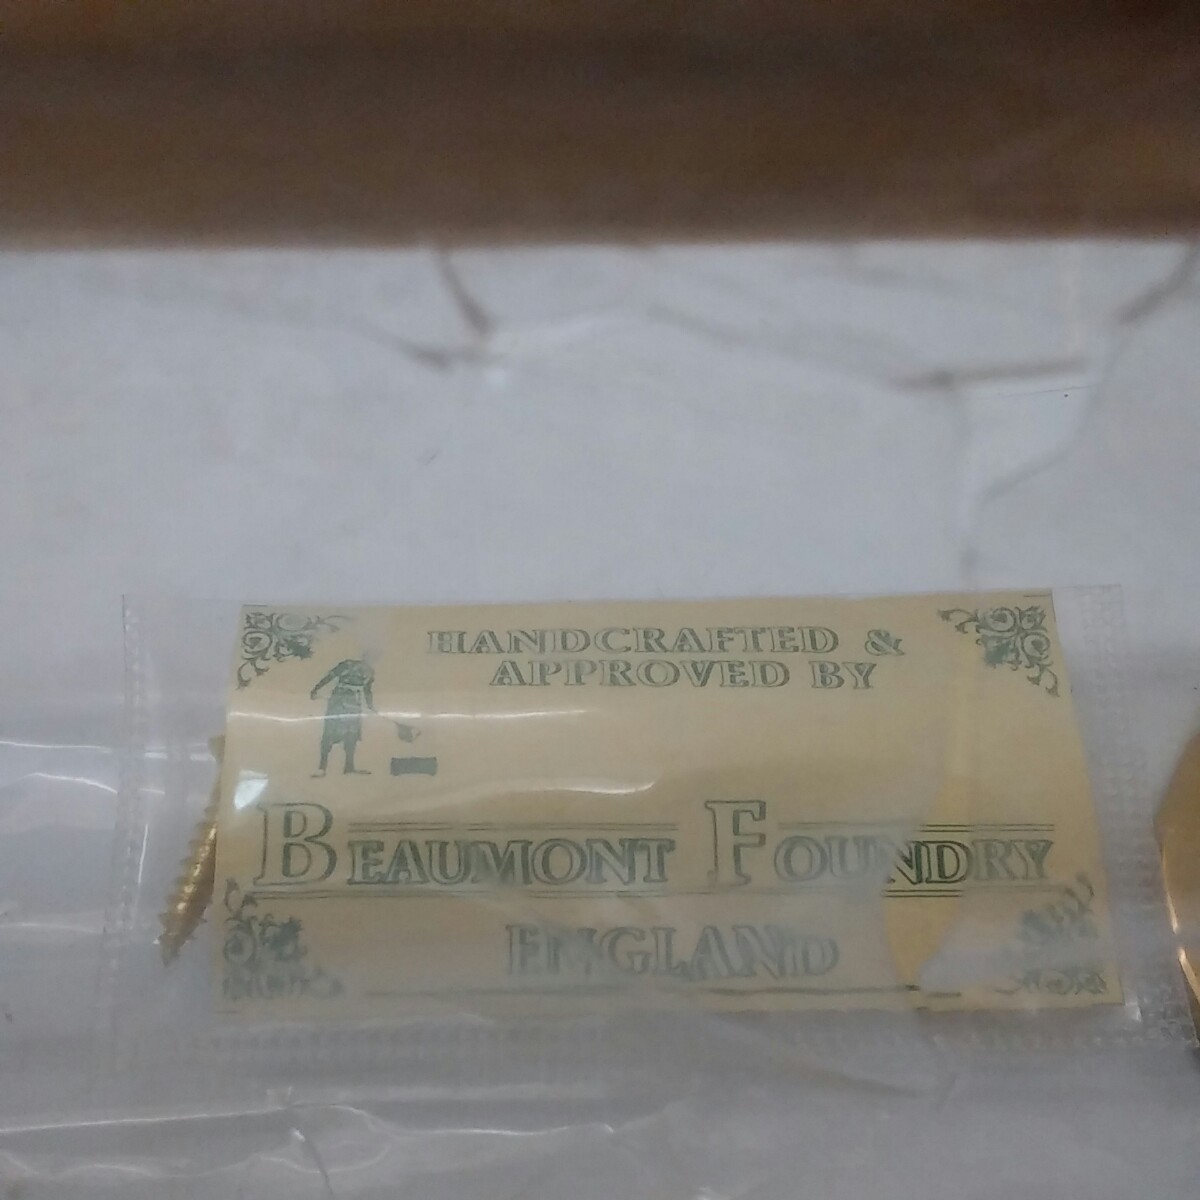 HANDCRAFTED &
APPROVED BY
BEAUMONT FOUNDRY
ENGLAND